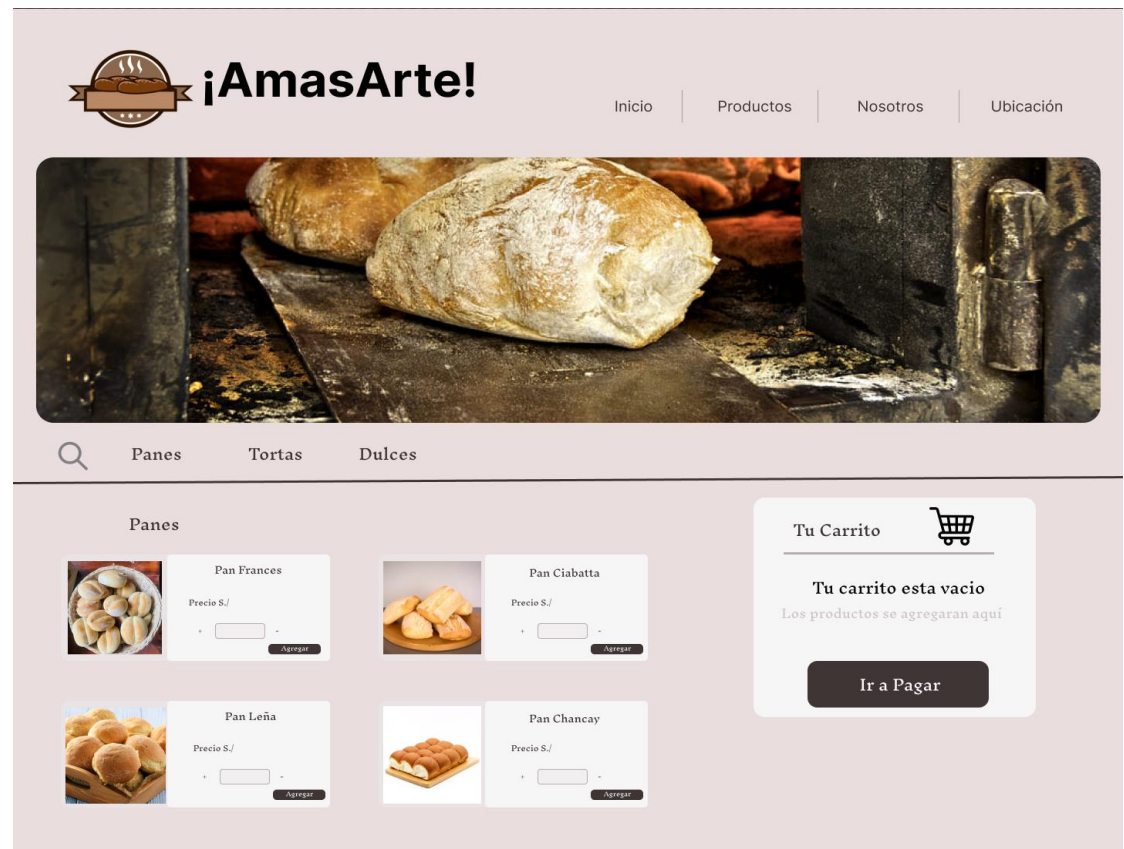 ¡AmasArte!
Inicio
Productos
Nosotros
Ubicación
Panes
Tortas
Dulces
Panes
Pan Frances
Precio S./
+ -
Agregar
Pan Ciabatta
Precio S./
+ -
Agregar
Pan Leña
Precio S./
+ -
Agregar
Pan Chancay
Precio S./
+ -
Agregar
Tu Carrito
Tu carrito esta vacio
Los productos se agregaran aquí
Ir a Pagar